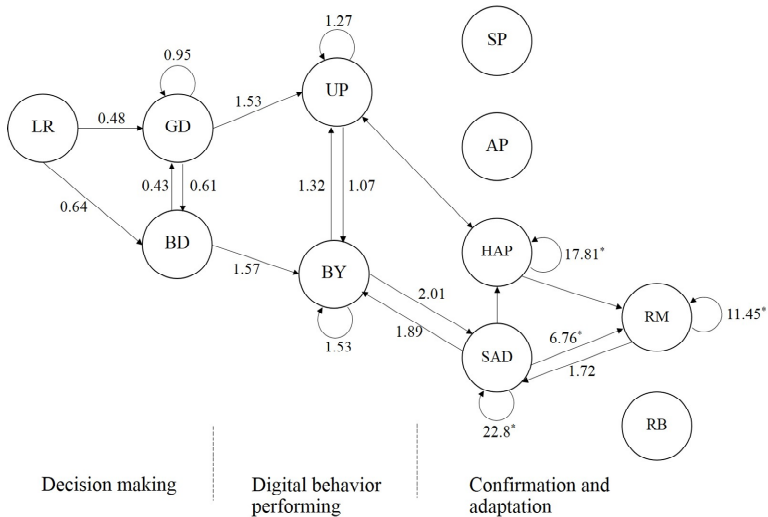 1.27
SP
0.95
UP
1.53
LR
0.48
GD
AP
0.43
0.61
1.32
1.07
0.64
BD
HAP
17.81*
1.57
BY
2.01
RM
11.45*
1.89
6.76*
1.53
SAD
1.72
22.8*
RB
Decision making
Digital behavior
performing
Confirmation and
adaptation